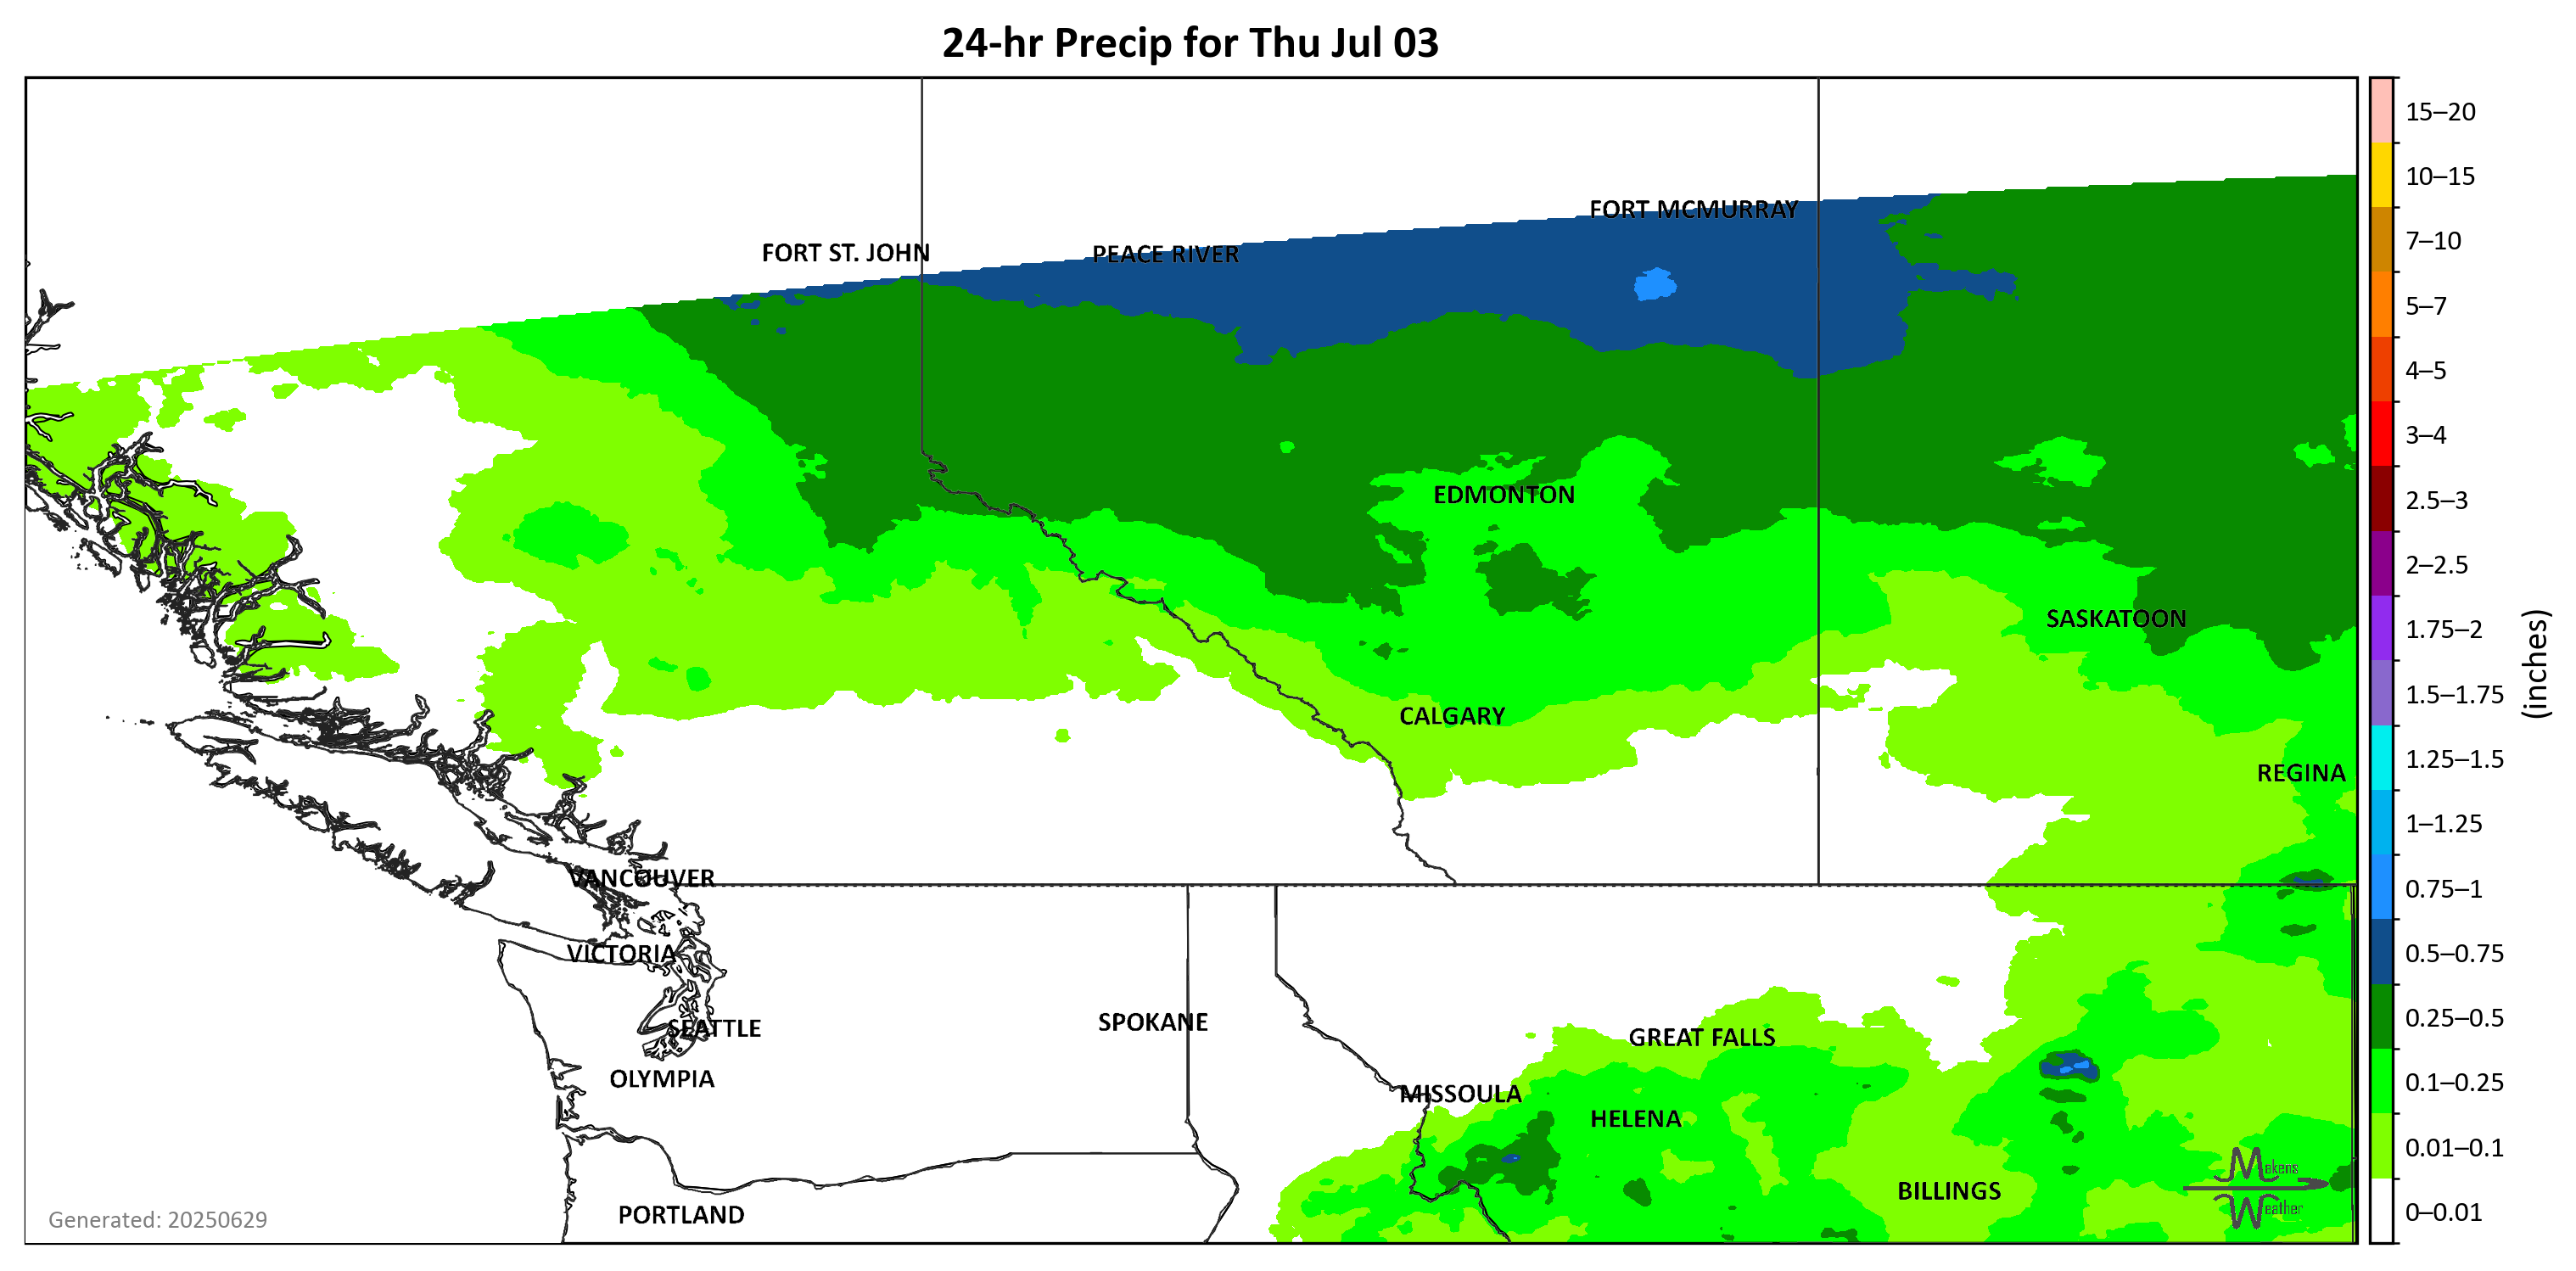 24-hr Precip for Thu Jul 03
15–20
10–15
FORT MCMURRAY
7–10
FORT ST. JOHN
PEACE RIVER
5–7
4–5
3–4
EDMONTON
2.5–3
2–2.5
SASKATOON
1.75–2
(inches)
1.5–1.75
CALGARY
1.25–1.5
REGINA
1–1.25
VANCOUVER
0.75–1
VICTORIA
0.5–0.75
SEATTLE
SPOKANE
0.25–0.5
GREAT FALLS
OLYMPIA
0.1–0.25
MISSOULA
HELENA
0.01–0.1
Makens
BILLINGS
Weather
PORTLAND
0–0.01
Generated: 20250629